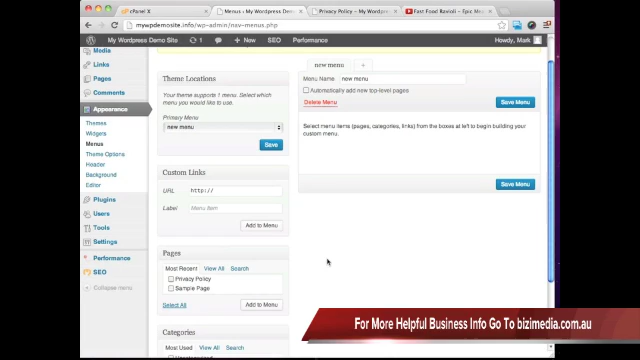 cPanel X
Menus ‹ My Wordpress Demo
Privacy Policy – My Wordpre
Fast Food Ravioli – Epic Mea
mywpdemosite.info/wp-admin/nav-menus.php
My Wordpress Demo Site 1 + New SEO Performance Howdy, Mark
Media
Links
Pages
Comments
Appearance
Themes
Widgets
Menus
Theme Options
Header
Background
Editor
Plugins
Users
Tools
Settings
Performance
SEO
Collapse menu
Theme Locations
Your theme supports 1 menu. Select which
menu you would like to use.
Primary Menu
new menu
Save
Custom Links
URL http://
Label Menu Item
Add to Menu
Pages
Most Recent View All Search
Privacy Policy
Sample Page
Select All Add to Menu
Categories
Most Used View All Search
new menu +
Menu Name new menu
Automatically add new top-level pages
Delete Menu Save Menu
Select menu items (pages, categories, links) from the boxes at left to begin building your
custom menu.
Save Menu
For More Helpful Business Info Go To bizimedia.com.au